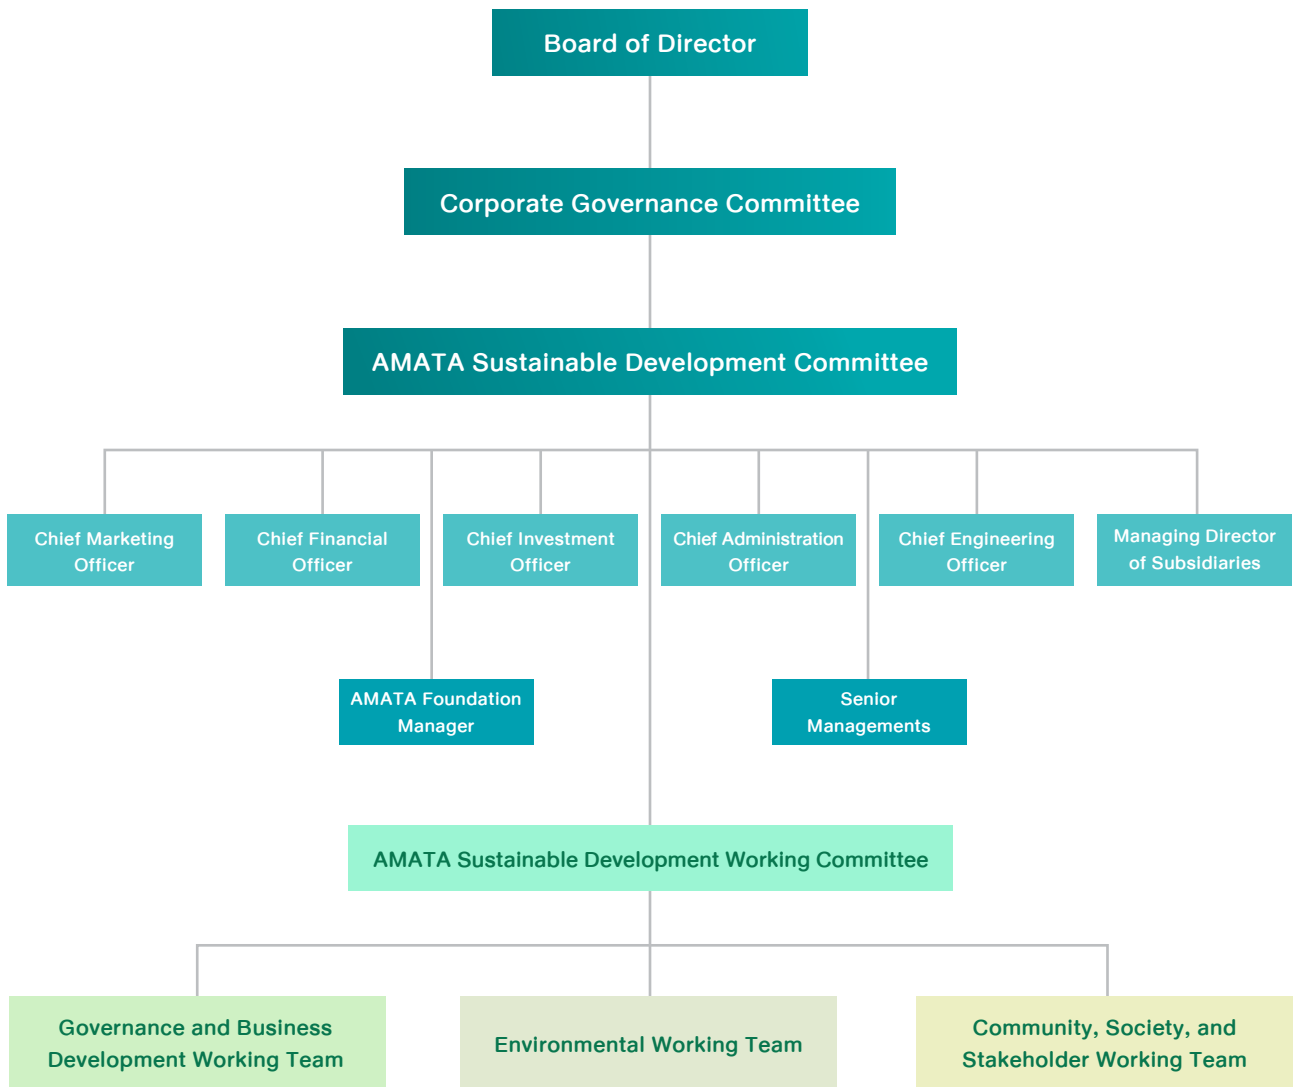 Board of Director
Corporate Governance Committee
AMATA Sustainable Development Committee
Chief Marketing
Officer
Chief Financial
Officer
Chief Investment
Officer
Chief Administration
Officer
Chief Engineering
Officer
Managing Director
of Subsidiaries
AMATA Foundation
Manager
Senior
Managements
AMATA Sustainable Development Working Committee
Governance and Business
Development Working Team
Environmental Working Team
Community, Society, and
Stakeholder Working Team